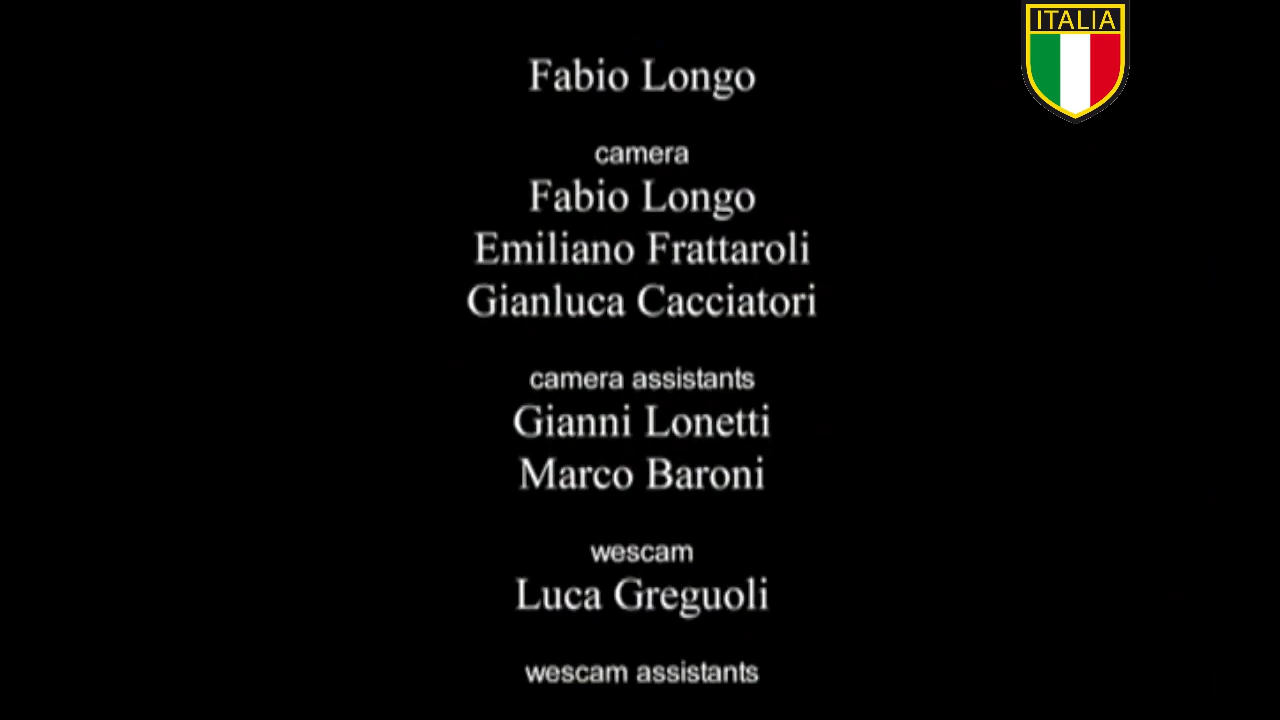 ITALIA
Fabio Longo
camera
Fabio Longo
Emiliano Frattaroli
Gianluca Cacciatori
camera assistants
Gianni Lonetti
Marco Baroni
wescam
Luca Greguoli
wescam assistants